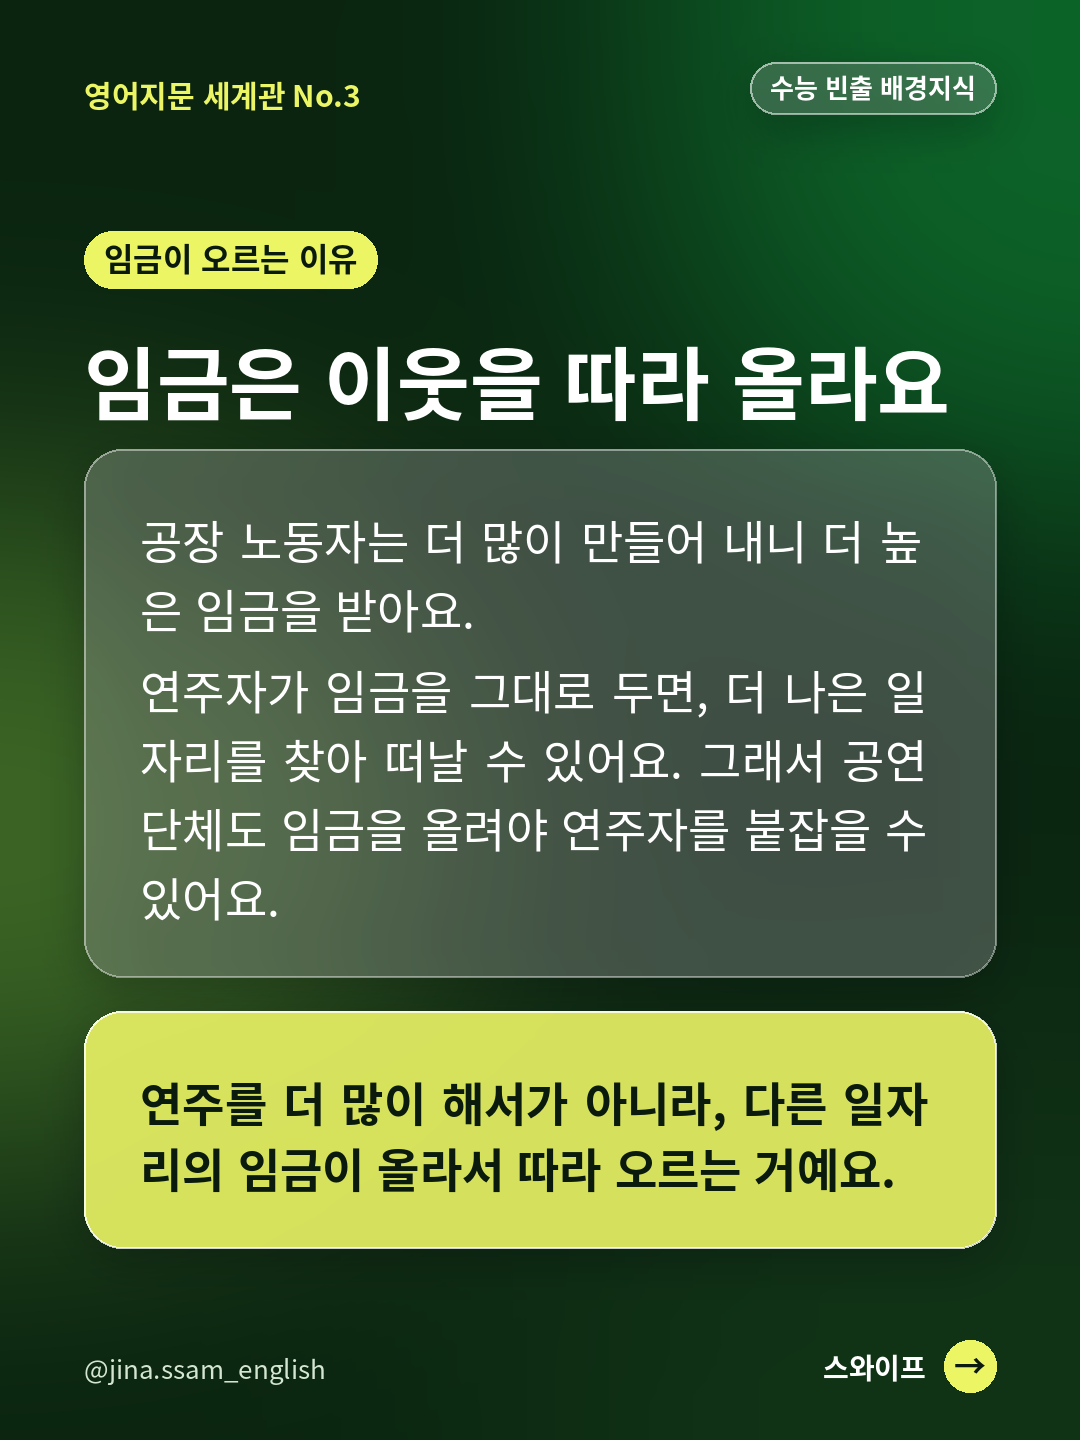 영어지문 세계관 No.3
수능 빈출 배경지식
임금이 오르는 이유
임금은 이웃을 따라 올라요
공장 노동자는 더 많이 만들어 내니 더 높
은 임금을 받아요.
연주자가 임금을 그대로 두면, 더 나은 일
자리를 찾아 떠날 수 있어요. 그래서 공연
단체도 임금을 올려야 연주자를 붙잡을 수
있어요.
연주를 더 많이 해서가 아니라, 다른 일자
리의 임금이 올라서 따라 오르는 거예요.
@jina.ssam_english
스와이프 →